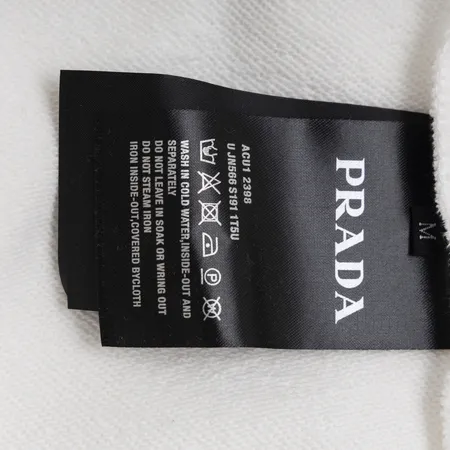 PRADA
M
ACU1 2398
U JN566 S191 1T5U
WASH IN COLD WATER,INSIDE-OUT AND
SEPARATELY
DO NOT LEAVE IN SOAK OR WRING OUT
DO NOT STEAM IRON
IRON INSIDE-OUT,COVERED BYCLOTH